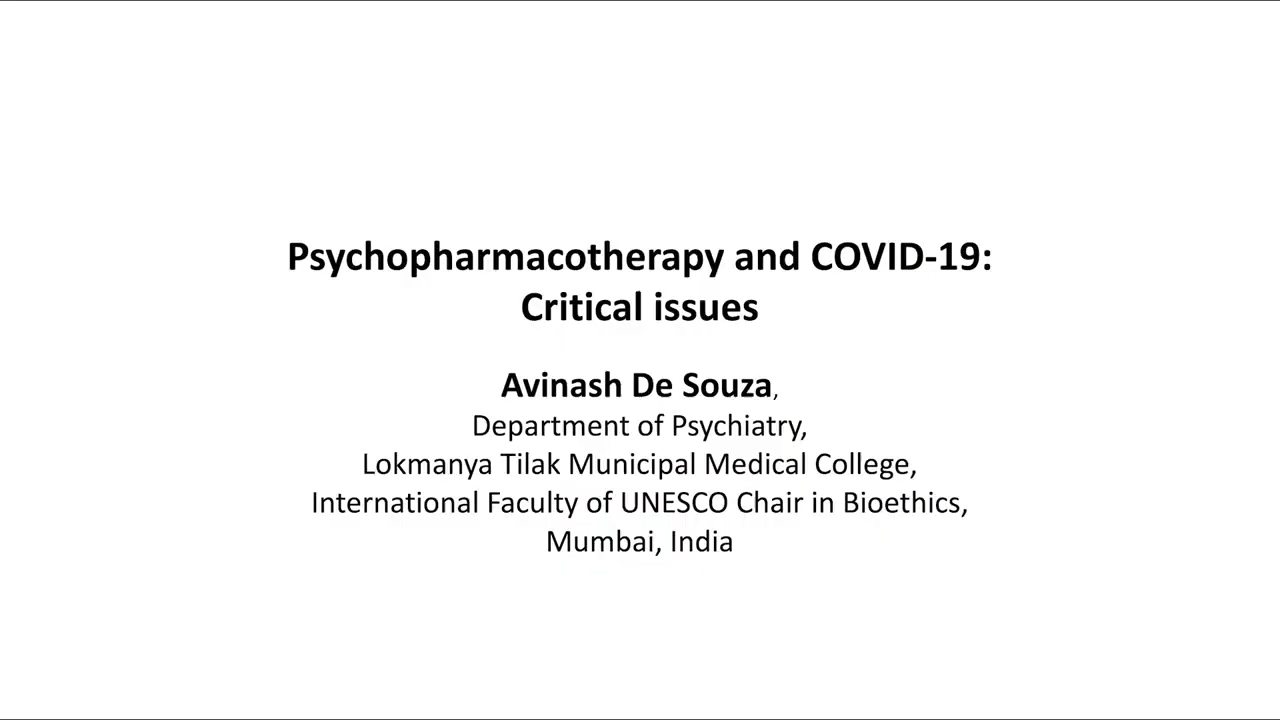 Psychopharmacotherapy and COVID-19:
Critical issues
Avinash De Souza,
Department of Psychiatry,
Lokmanya Tilak Municipal Medical College,
International Faculty of UNESCO Chair in Bioethics,
Mumbai, India